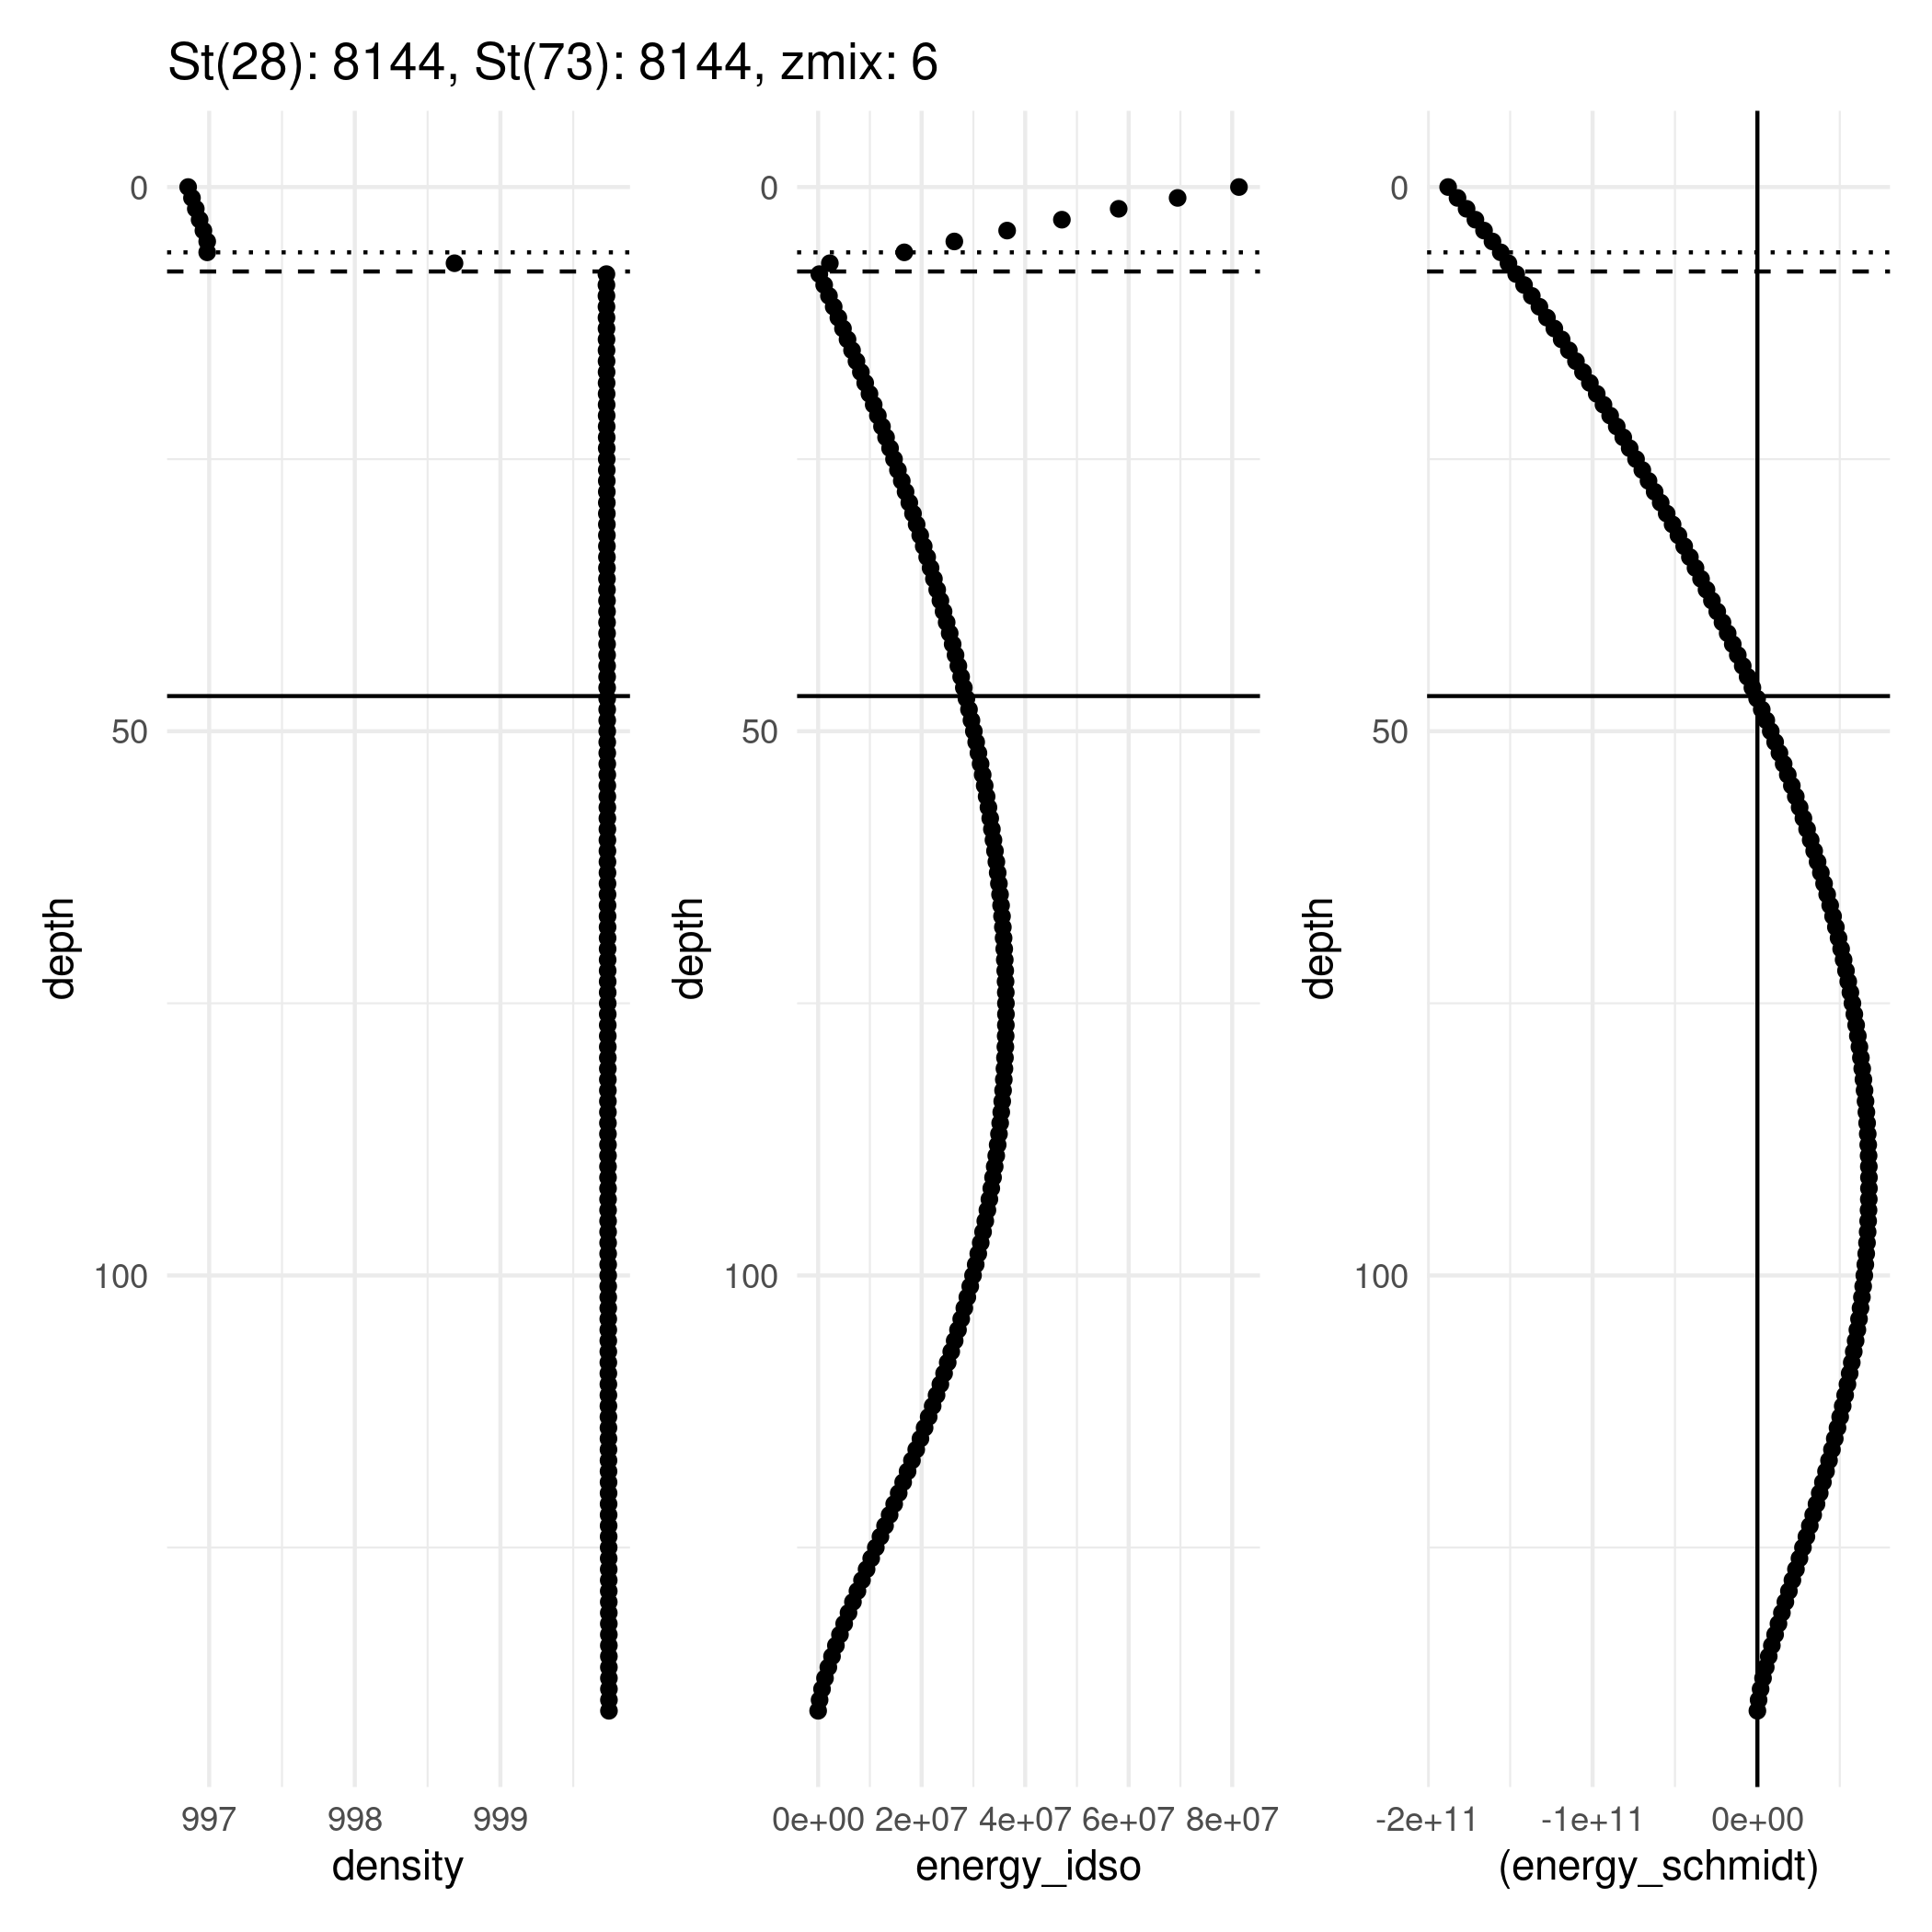 St(28): 8144, St(73): 8144, zmix: 6
0
50
100
depth
997 998 999
density
0
50
100
depth
0e+00 2e+07 4e+07 6e+07 8e+07
energy_idso
0
50
100
depth
-2e+11 -1e+11 0e+00
(energy_schmidt)